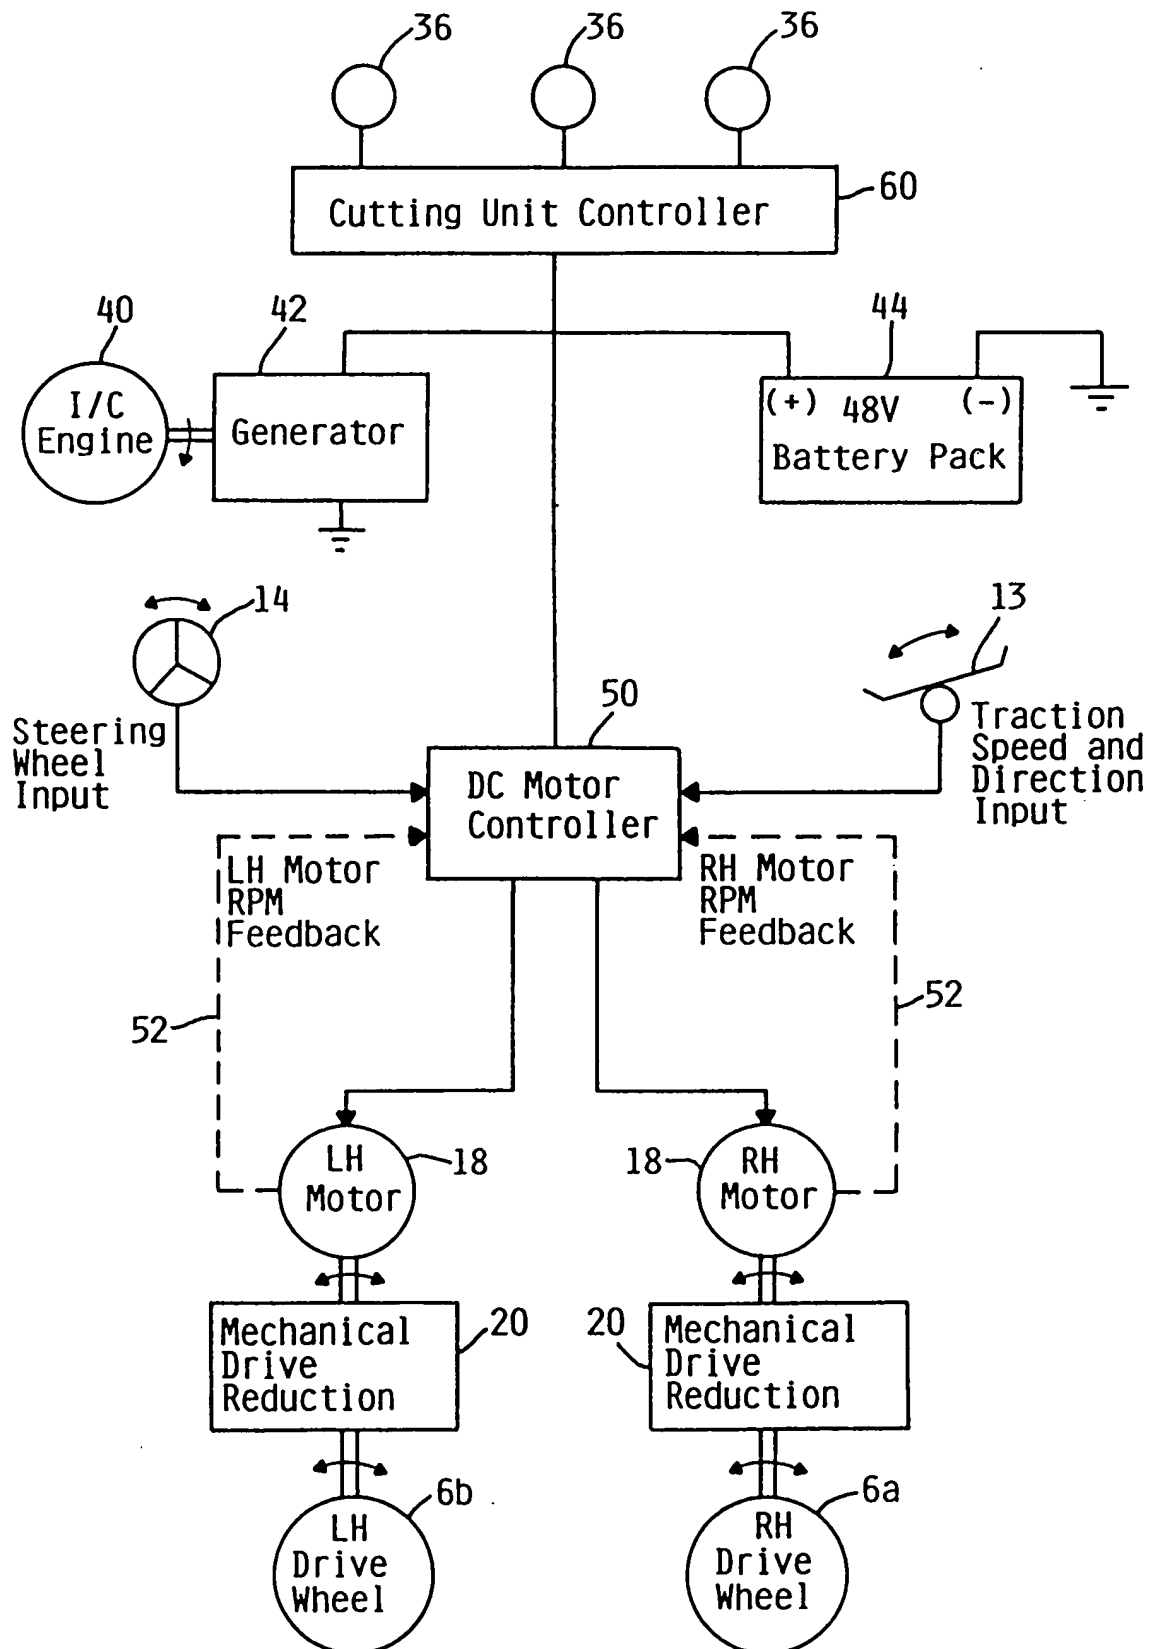 36
36
36
60
Cutting Unit Controller
40
42
44
I/C
Engine
Generator
(+) 48V (-)
Battery Pack
14
13
Steering
Wheel
Input
50
Traction
Speed and
Direction
Input
DC Motor
Controller
LH Motor
RPM
Feedback
RH Motor
RPM
Feedback
52
52
LH
Motor
18
18
RH
Motor
Mechanical
Drive
Reduction
20
20
Mechanical
Drive
Reduction
6b
6a
LH
Drive
Wheel
RH
Drive
Wheel